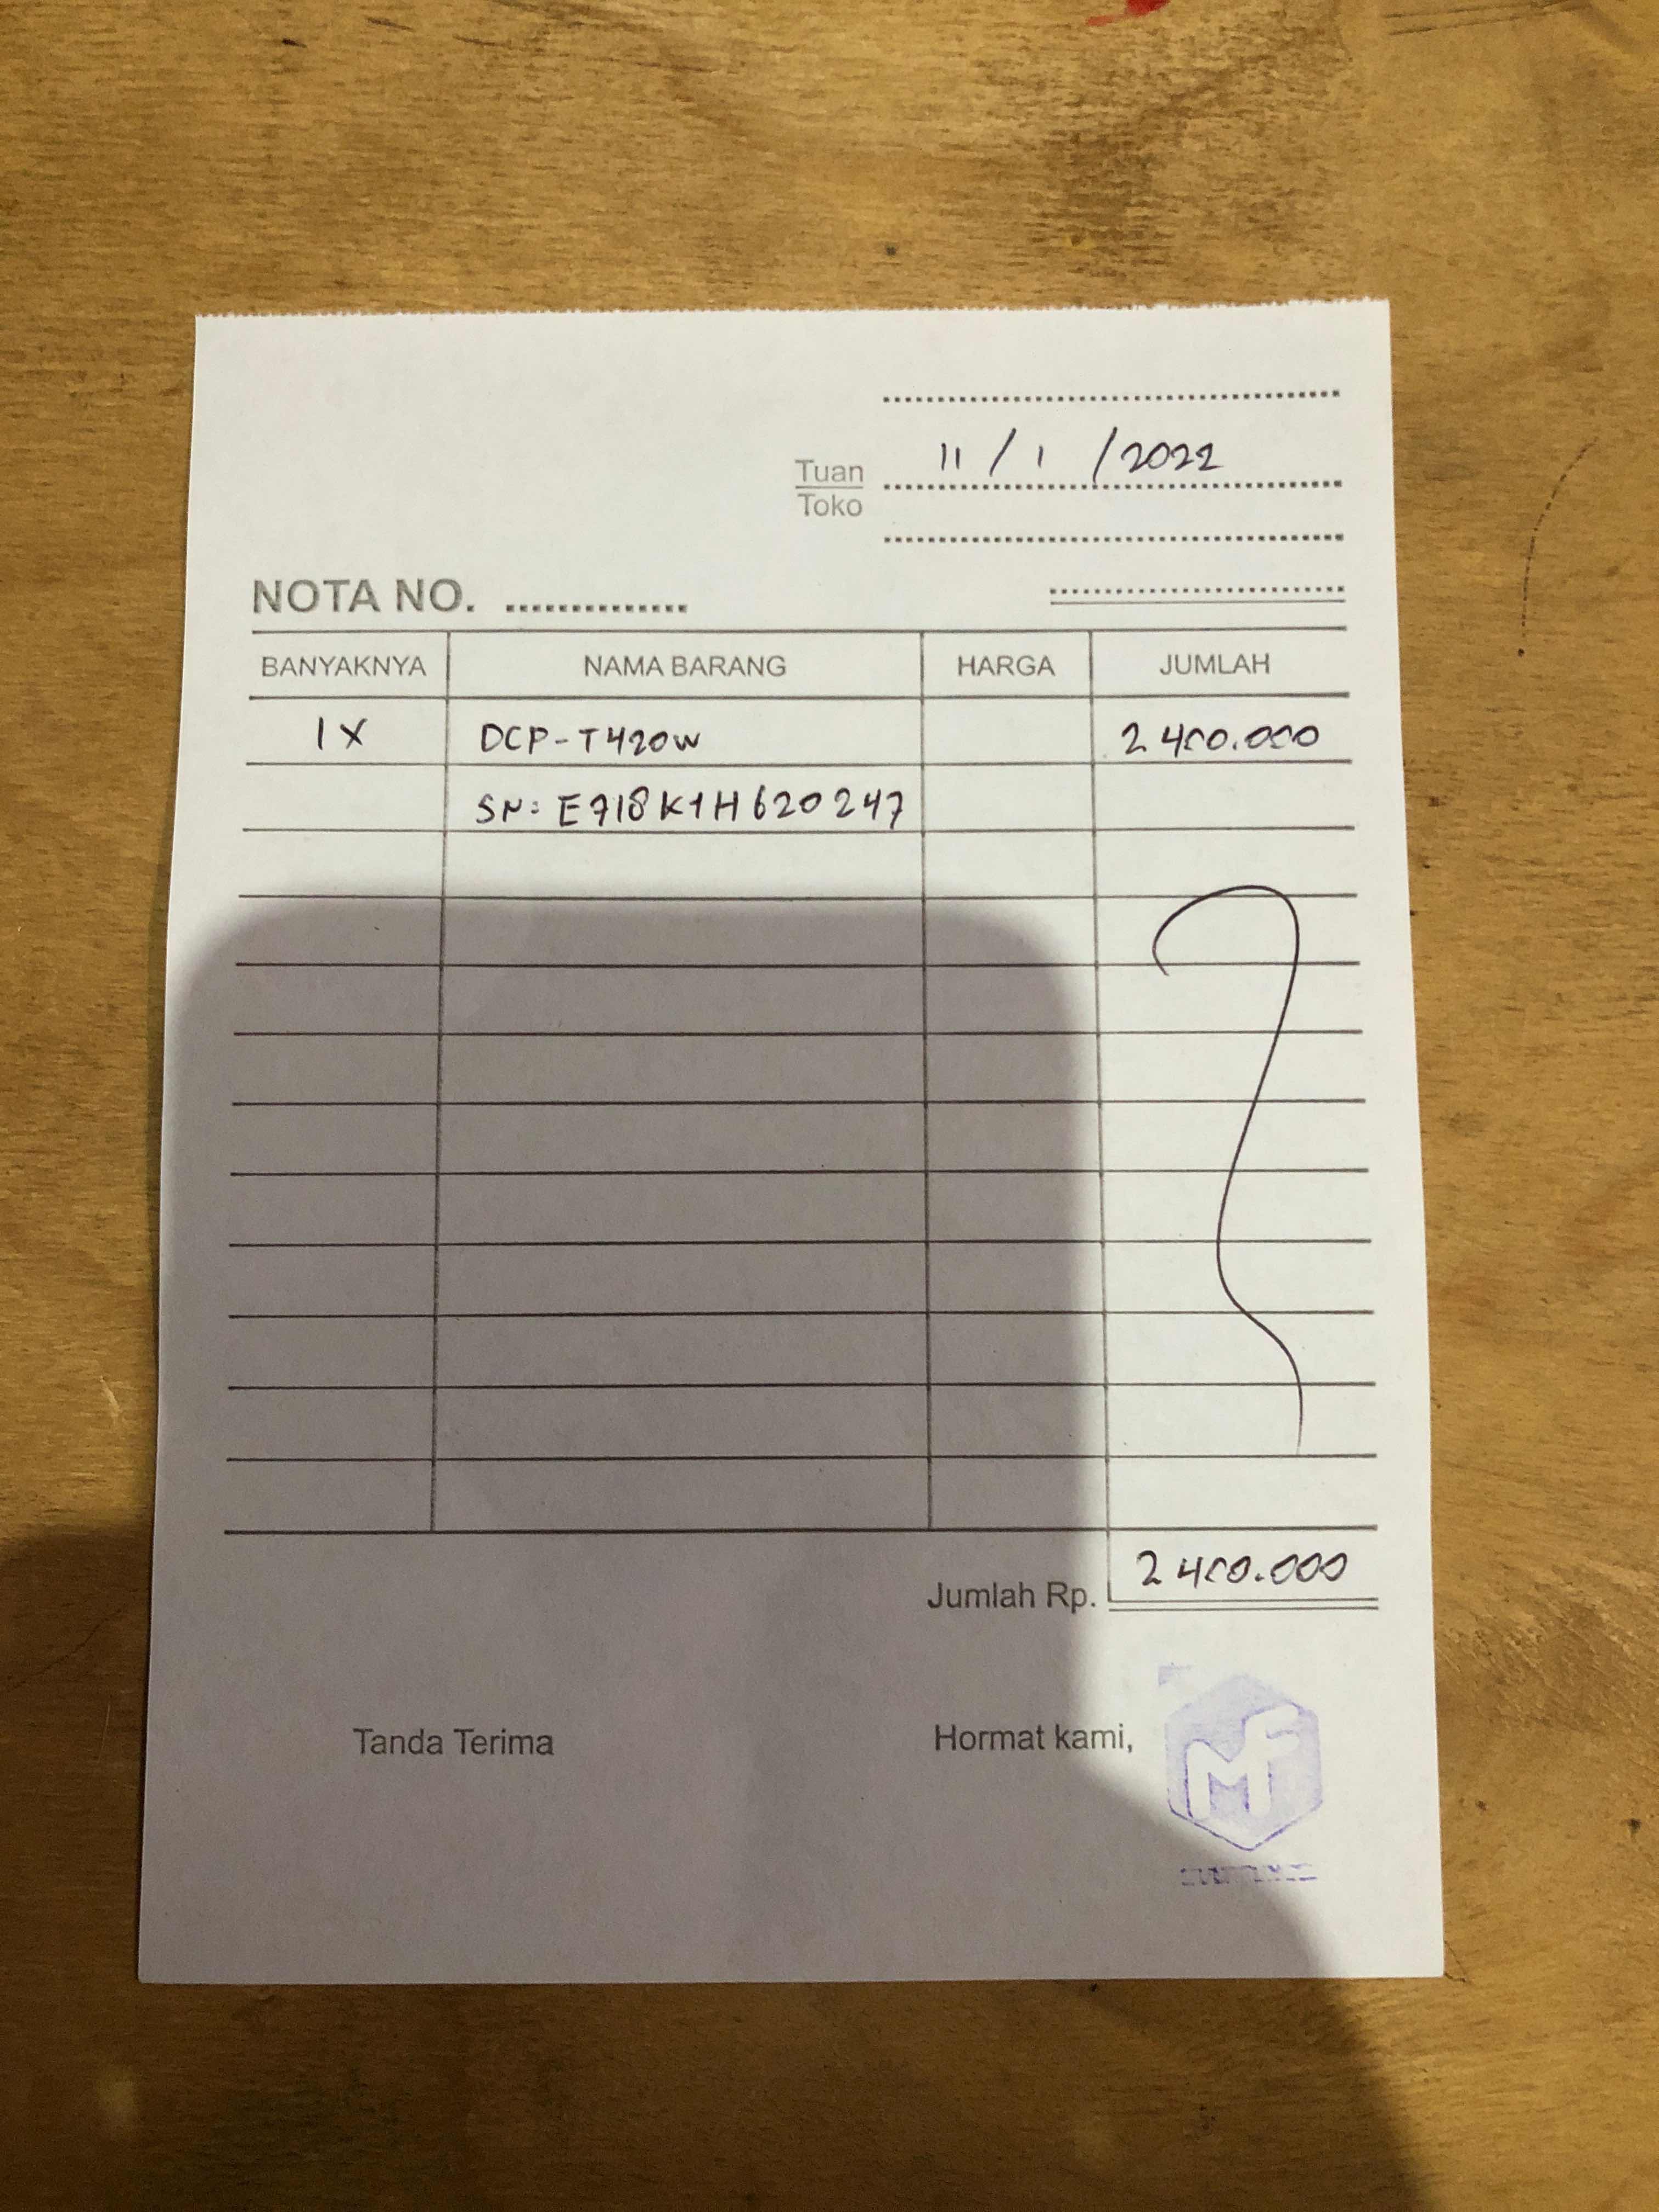 11 / 1 / 2022
Tuan
Toko
NOTA NO. ..............
BANYAKNYA NAMA BARANG HARGA JUMLAH
1 X DCP-T420W 2 400.000
SN: E718K1H620247
Jumlah Rp. 2 400.000
Tanda Terima Hormat kami,
MF